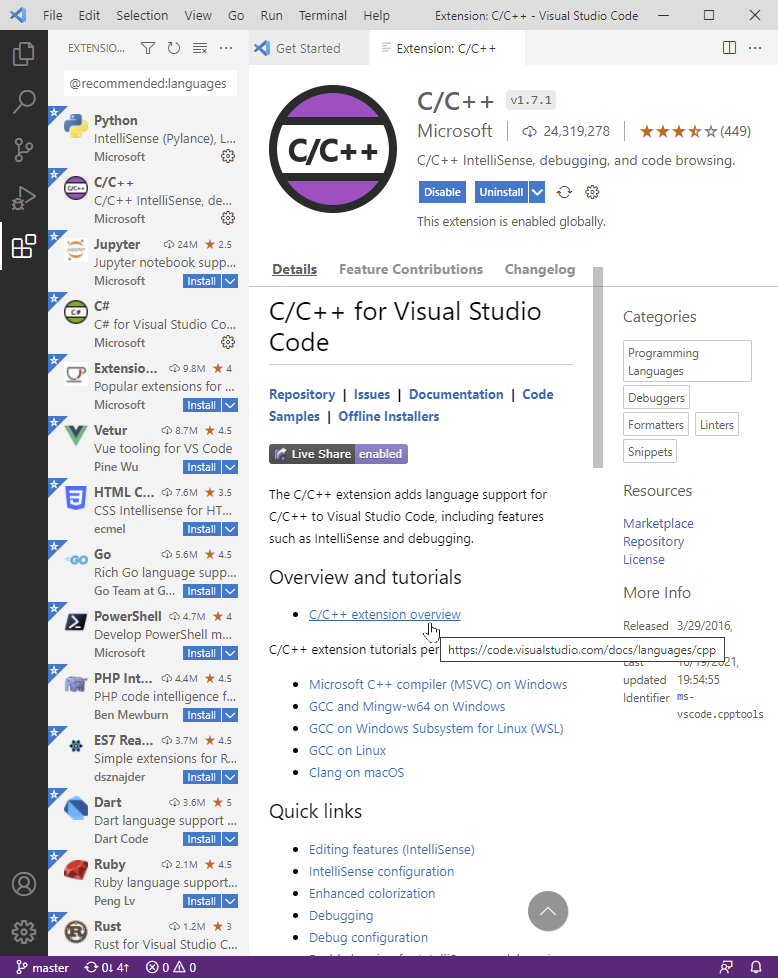 File Edit Selection View Go Run Terminal Help Extension: C/C++ - Visual Studio Code
EXTENSIO...
@recommended:languages
Python
IntelliSense (Pylance), L...
Microsoft
C/C++
C/C++
C/C++ IntelliSense, de...
Microsoft
Jupyter 24M 2.5
Jupyter notebook supp...
Microsoft Install
C#
C#
C# for Visual Studio Co...
Microsoft
Extensio... 9.8M 4
Popular extensions for ...
Microsoft Install
Vetur 8.7M 4.5
Vue tooling for VS Code
Pine Wu Install
HTML C... 7.6M 3.5
CSS Intellisense for HT...
ecmel Install
Go 5.6M 4.5
GO
Rich Go language supp...
Go Team at G... Install
PowerShell 4.7M 4
Develop PowerShell m...
Microsoft Install
PHP Int... 4.4M 4.5
PHP code intelligence f...
Ben Mewburn Install
ES7 Rea... 3.7M 4.5
Simple extensions for R...
dsznajder Install
Dart 3.6M 5
Dart language support ...
Dart Code Install
Ruby 2.1M 4.5
Ruby language support...
Peng Lv Install
Rust 1.2M 3
Rust for Visual Studio C...
Get Started Extension: C/C++
C/C++
C/C++ v1.7.1
Microsoft 24,319,278 (449)
C/C++ IntelliSense, debugging, and code browsing.
Disable Uninstall
This extension is enabled globally.
Details Feature Contributions Changelog
C/C++ for Visual Studio
Code
Repository | Issues | Documentation | Code
Samples | Offline Installers
Live Share enabled
The C/C++ extension adds language support for
C/C++ to Visual Studio Code, including features
such as IntelliSense and debugging.
Overview and tutorials
• C/C++ extension overview
C/C++ extension tutorials per
https://code.visualstudio.com/docs/languages/cpp
• Microsoft C++ compiler (MSVC) on Windows
• GCC and Mingw-w64 on Windows
• GCC on Windows Subsystem for Linux (WSL)
• GCC on Linux
• Clang on macOS
Quick links
• Editing features (IntelliSense)
• IntelliSense configuration
• Enhanced colorization
• Debugging
• Debug configuration
Categories
Programming
Languages
Debuggers
Formatters Linters
Snippets
Resources
Marketplace
Repository
License
More Info
Released 3/29/2016,
Last 10/19/2021,
updated 19:54:55
Identifier ms-
vscode.cpptools
master 0↓ 4↑ 0 0